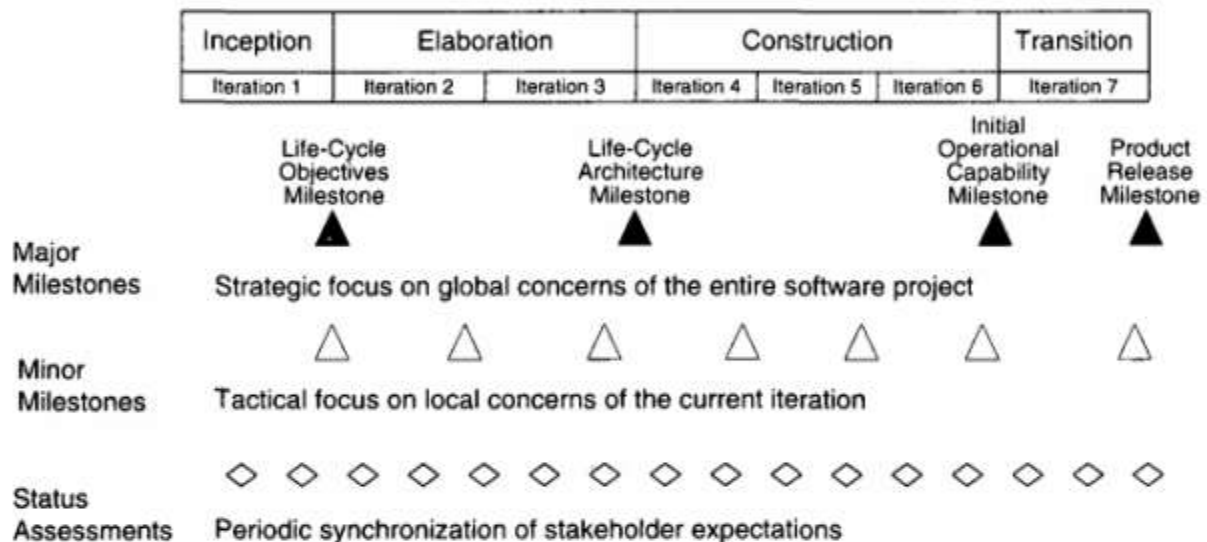 Inception Elaboration Construction Transition
Iteration 1 Iteration 2 Iteration 3 Iteration 4 Iteration 5 Iteration 6 Iteration 7
Life-Cycle
Objectives
Milestone
Life-Cycle
Architecture
Milestone
Initial
Operational
Capability
Milestone
Product
Release
Milestone
Major
Milestones
Strategic focus on global concerns of the entire software project
Minor
Milestones
Tactical focus on local concerns of the current iteration
Status
Assessments
Periodic synchronization of stakeholder expectations